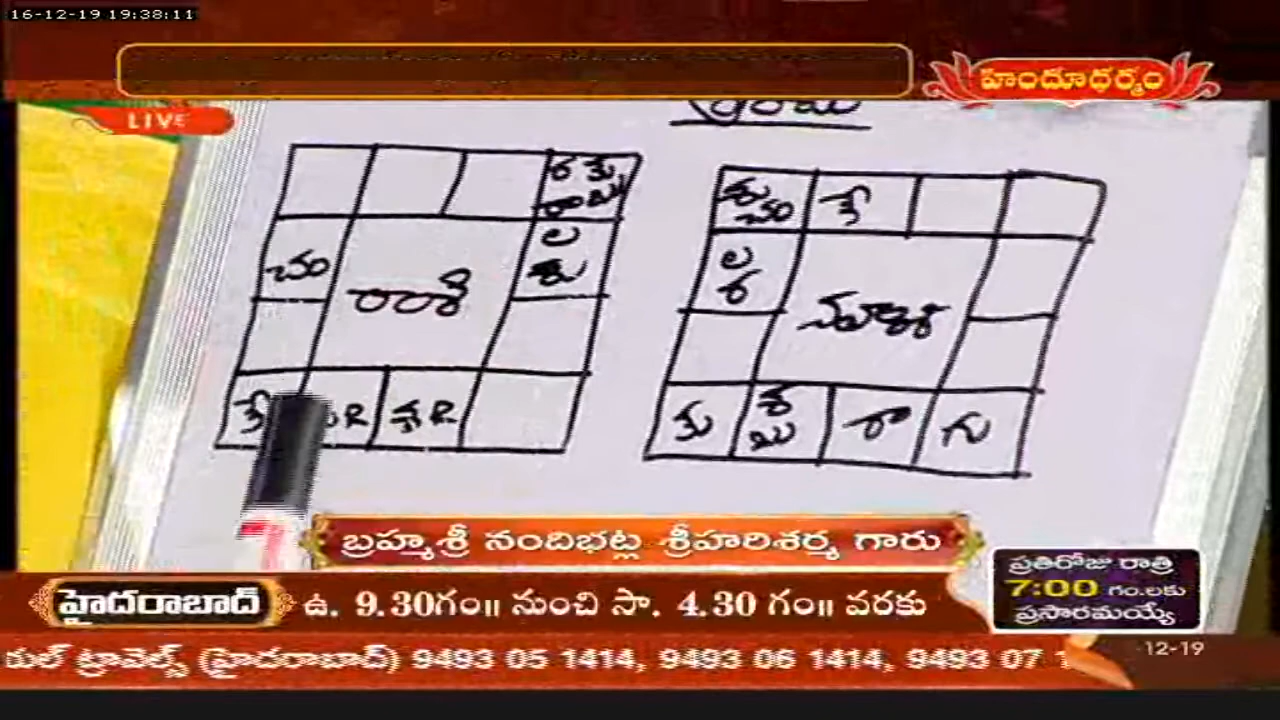 16-12-19 19:38:11
హిందూధర్మం
LIVE
ర కు
రా బు
చం
ల
శు
రాశి
కే
శు
చం
కే
ల
శ
కు
శ
బు
రా
గు
బ్రహ్మశ్రీ నందిభట్ల శ్రీహరిశర్మ గారు
ప్రతిరోజు రాత్రి
7:00 గం.లకు
ప్రసారమయ్యే
హైదరాబాద్
ఉ. 9.30గం॥ నుంచి సా. 4.30 గం॥ వరకు
కుల్ ట్రావెల్స్ (హైదరాబాద్) 9493 05 1414, 9493 06 1414, 9493 07 1
12-19